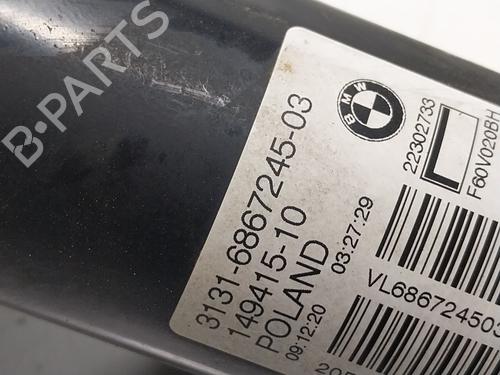 B-PARTS
BMW
3131-6867245-03
149415-10
POLAND
09:12:20
03:27:29
22302733
L
F60V020BH
VL686724503